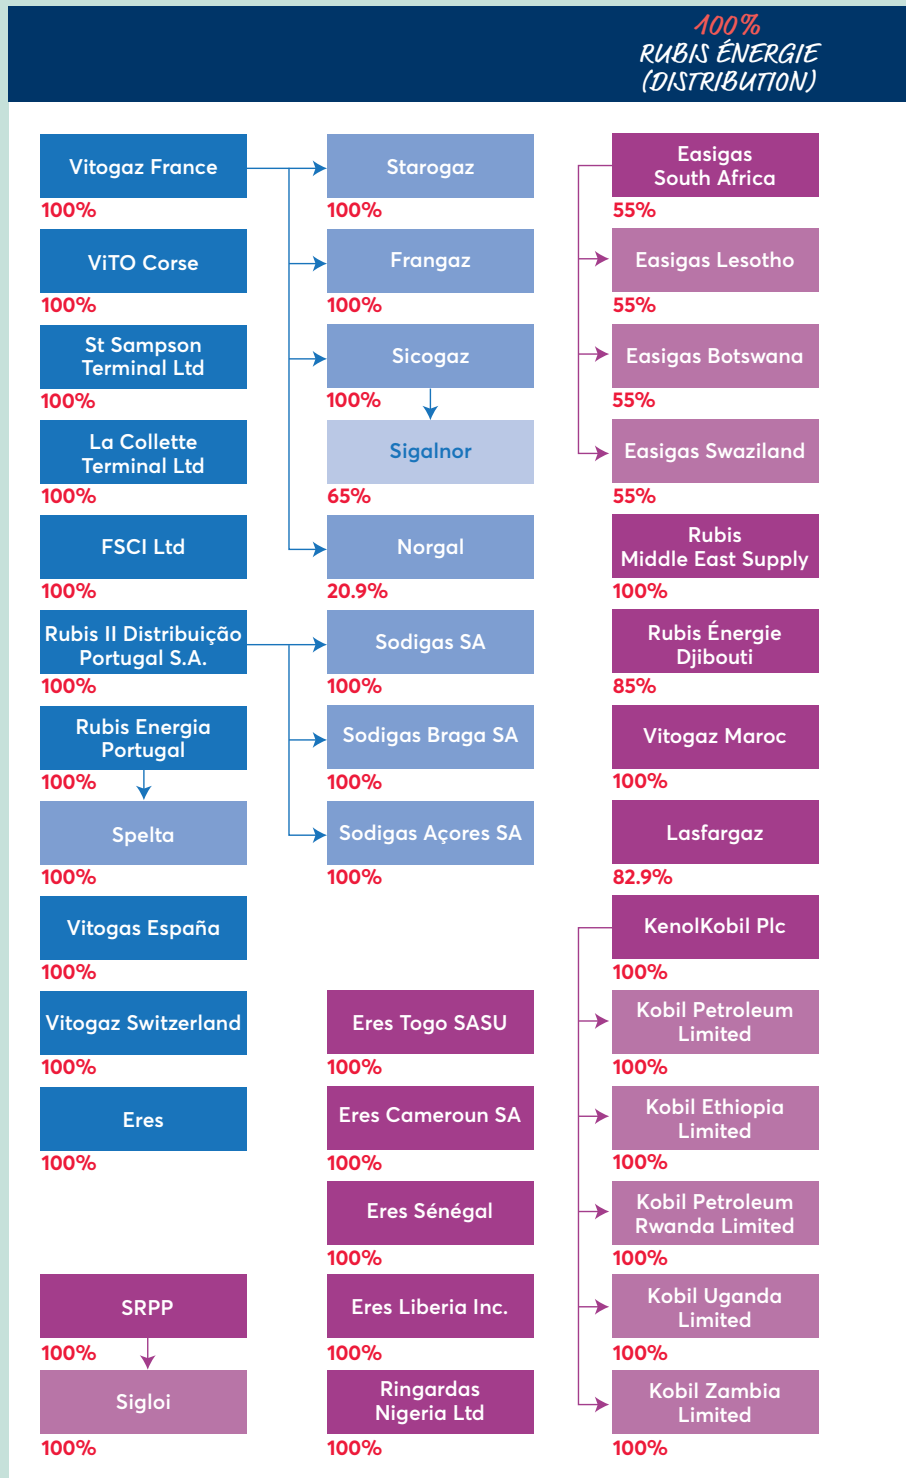 100%
RUBIS ÉNERGIE
(DISTRIBUTION)
Vitogaz France
100%
ViTO Corse
100%
St Sampson
Terminal Ltd
100%
La Collette
Terminal Ltd
100%
FSCI Ltd
100%
Rubis II Distribuição
Portugal S.A.
100%
Rubis Energia
Portugal
100%
Spelta
100%
Vitogas España
100%
Vitogaz Switzerland
100%
Eres
100%
SRPP
100%
Sigloi
100%
Starogaz
100%
Frangaz
100%
Sicogaz
100%
Sigalnor
65%
Norgal
20.9%
Sodigas SA
100%
Sodigas Braga SA
100%
Sodigas Açores SA
100%
Eres Togo SASU
100%
Eres Cameroun SA
100%
Eres Sénégal
100%
Eres Liberia Inc.
100%
Ringardas
Nigeria Ltd
100%
Easigas
South Africa
55%
Easigas Lesotho
55%
Easigas Botswana
55%
Easigas Swaziland
55%
Rubis
Middle East Supply
100%
Rubis Énergie
Djibouti
85%
Vitogaz Maroc
100%
Lasfargaz
82.9%
KenolKobil Plc
100%
Kobil Petroleum
Limited
100%
Kobil Ethiopia
Limited
100%
Kobil Petroleum
Rwanda Limited
100%
Kobil Uganda
Limited
100%
Kobil Zambia
Limited
100%